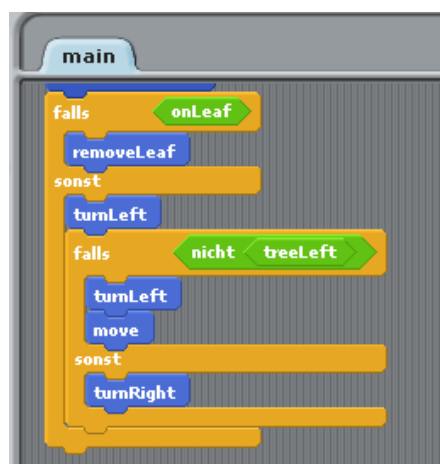 main
falls onLeaf
removeLeaf
sonst
turnLeft
falls nicht treeLeft
turnLeft
move
sonst
turnRight